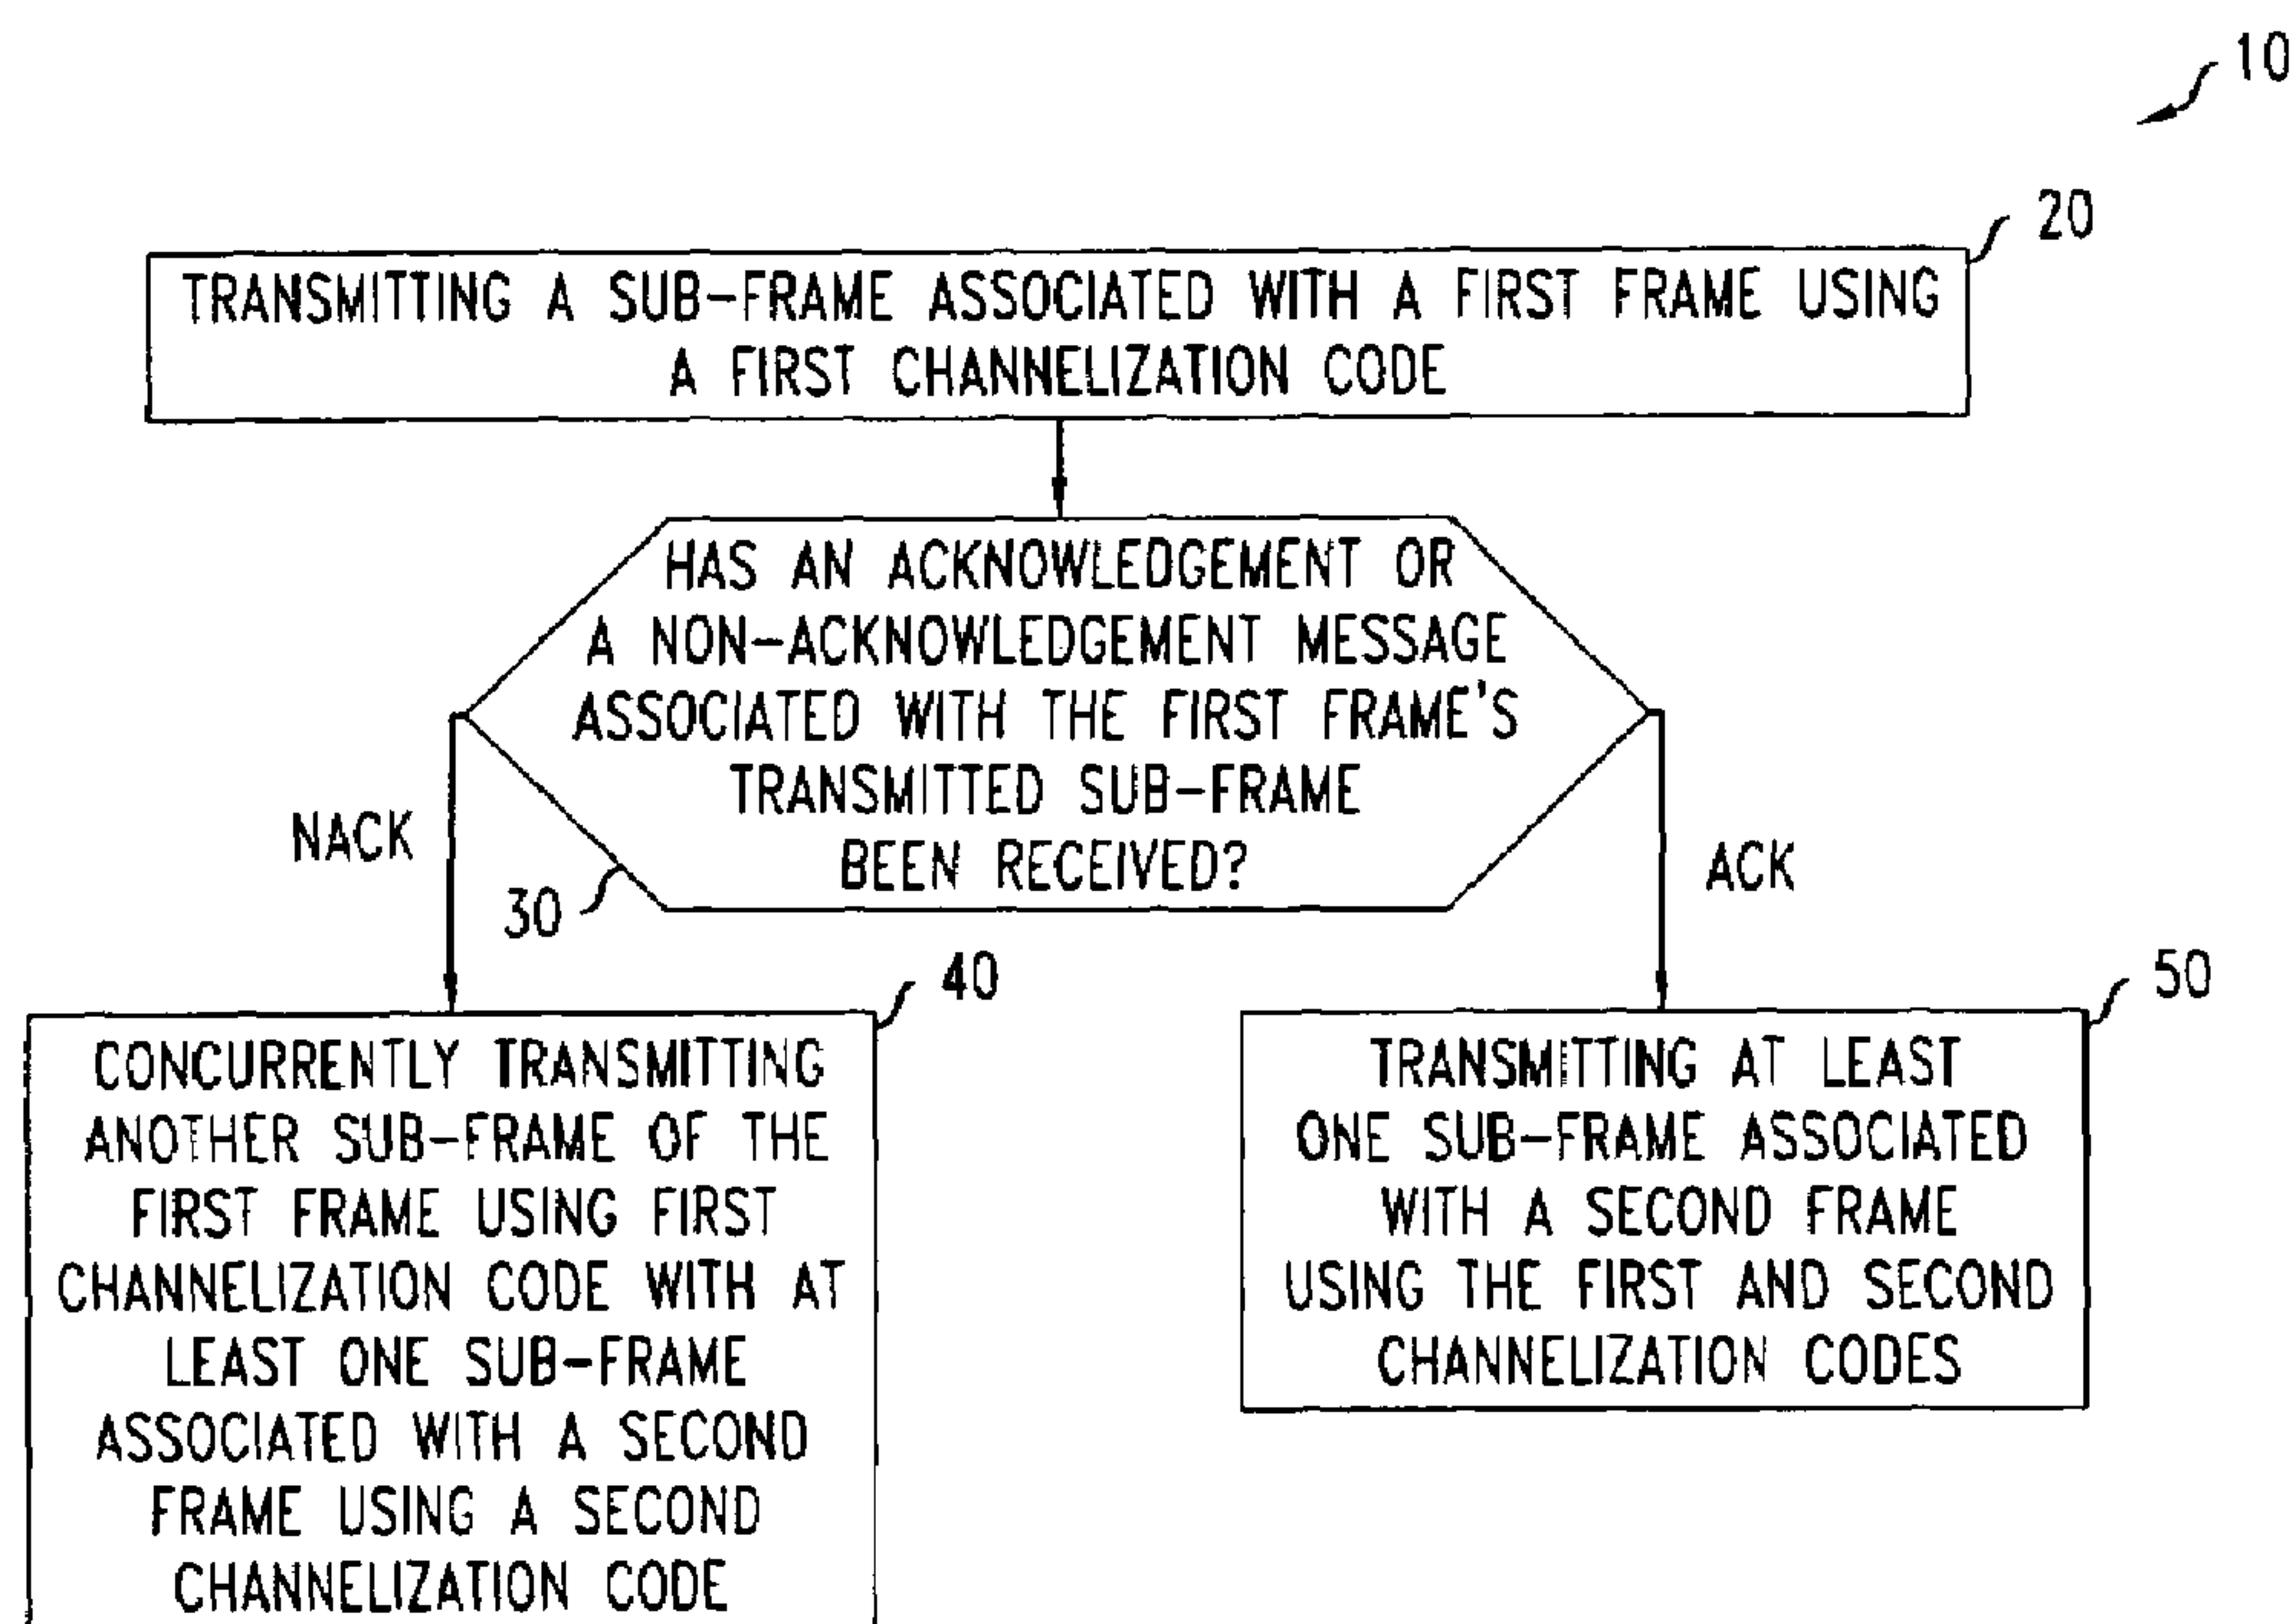 10
20
TRANSMITTING A SUB-FRAME ASSOCIATED WITH A FIRST FRAME USING
A FIRST CHANNELIZATION CODE
HAS AN ACKNOWLEDGEMENT OR
A NON-ACKNOWLEDGEMENT MESSAGE
ASSOCIATED WITH THE FIRST FRAME'S
TRANSMITTED SUB-FRAME
BEEN RECEIVED?
30
NACK
ACK
40
CONCURRENTLY TRANSMITTING
ANOTHER SUB-FRAME OF THE
FIRST FRAME USING FIRST
CHANNELIZATION CODE WITH AT
LEAST ONE SUB-FRAME
ASSOCIATED WITH A SECOND
FRAME USING A SECOND
CHANNELIZATION CODE
50
TRANSMITTING AT LEAST
ONE SUB-FRAME ASSOCIATED
WITH A SECOND FRAME
USING THE FIRST AND SECOND
CHANNELIZATION CODES